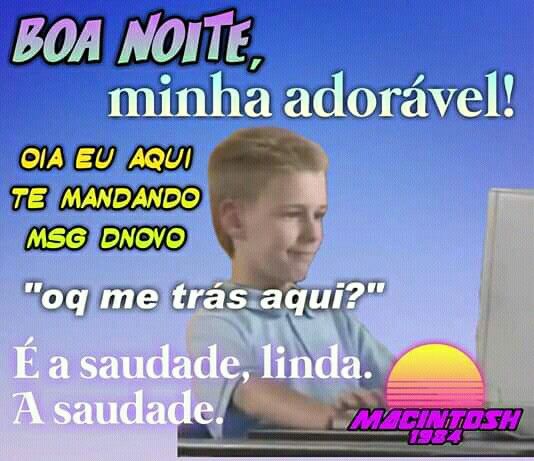 BOA NOITE,
minha adorável!
OIA EU AQUI
TE MANDANDO
MSG DNOVO
"oq me trás aqui?"
É a saudade, linda.
A saudade.
MACINTOSH
1984